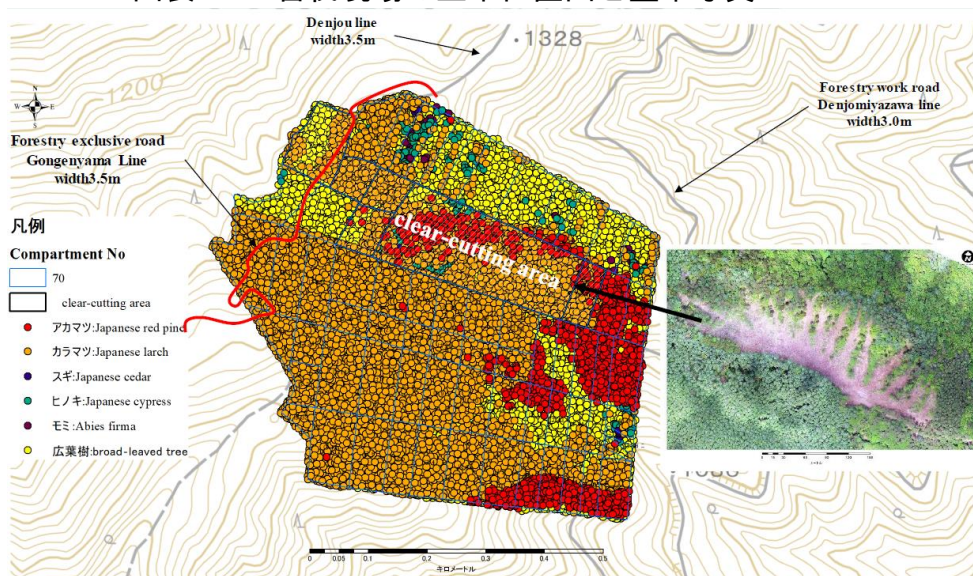 Denjou line
width3.5m
1328
1200
N
W
E
S
Forestry work road
Denjomiyazawa line
width3.0m
Forestry exclusive road
Gongenyama Line
width3.5m
clear-cutting area
凡例
Compartment No
70
clear-cutting area
アカマツ:Japanese red pine
カラマツ:Japanese larch
スギ:Japanese cedar
ヒノキ:Japanese cypress
モミ:Abies firma
広葉樹:broad-leaved tree
0 0.05 0.1 0.2 0.3 0.4 0.5
キロメートル